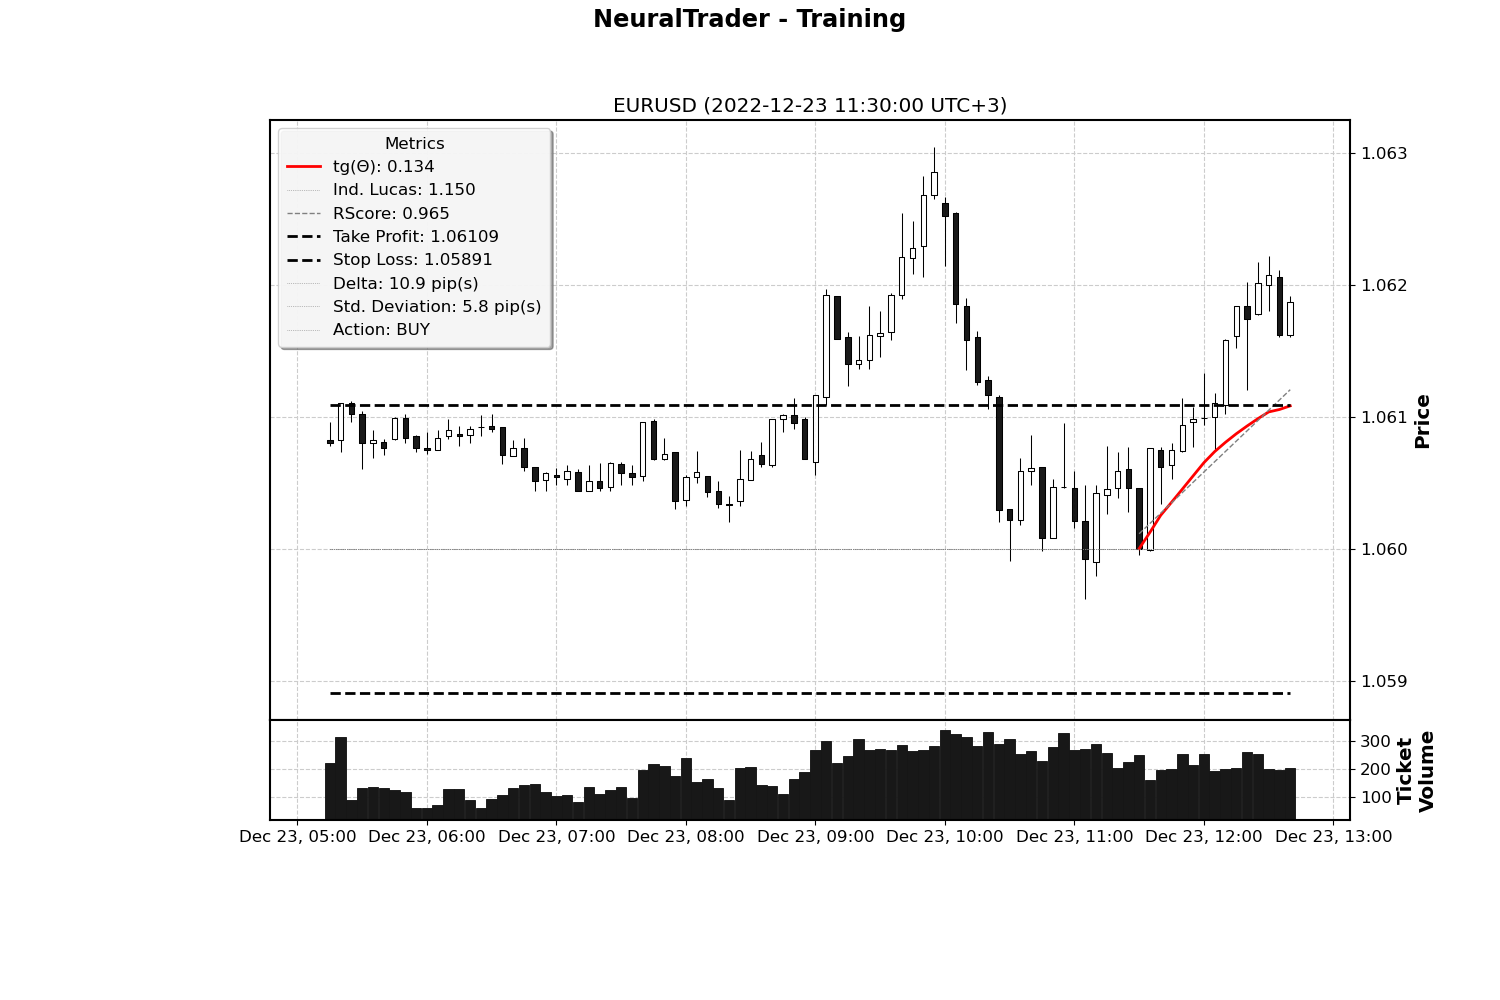 NeuralTrader - Training
EURUSD (2022-12-23 11:30:00 UTC+3)
Metrics
tg(Θ): 0.134
Ind. Lucas: 1.150
RScore: 0.965
Take Profit: 1.06109
Stop Loss: 1.05891
Delta: 10.9 pip(s)
Std. Deviation: 5.8 pip(s)
Action: BUY
1.063
1.062
1.061
1.060
1.059
Price
300
200
100
Ticket
Volume
Dec 23, 05:00
Dec 23, 06:00
Dec 23, 07:00
Dec 23, 08:00
Dec 23, 09:00
Dec 23, 10:00
Dec 23, 11:00
Dec 23, 12:00
Dec 23, 13:00